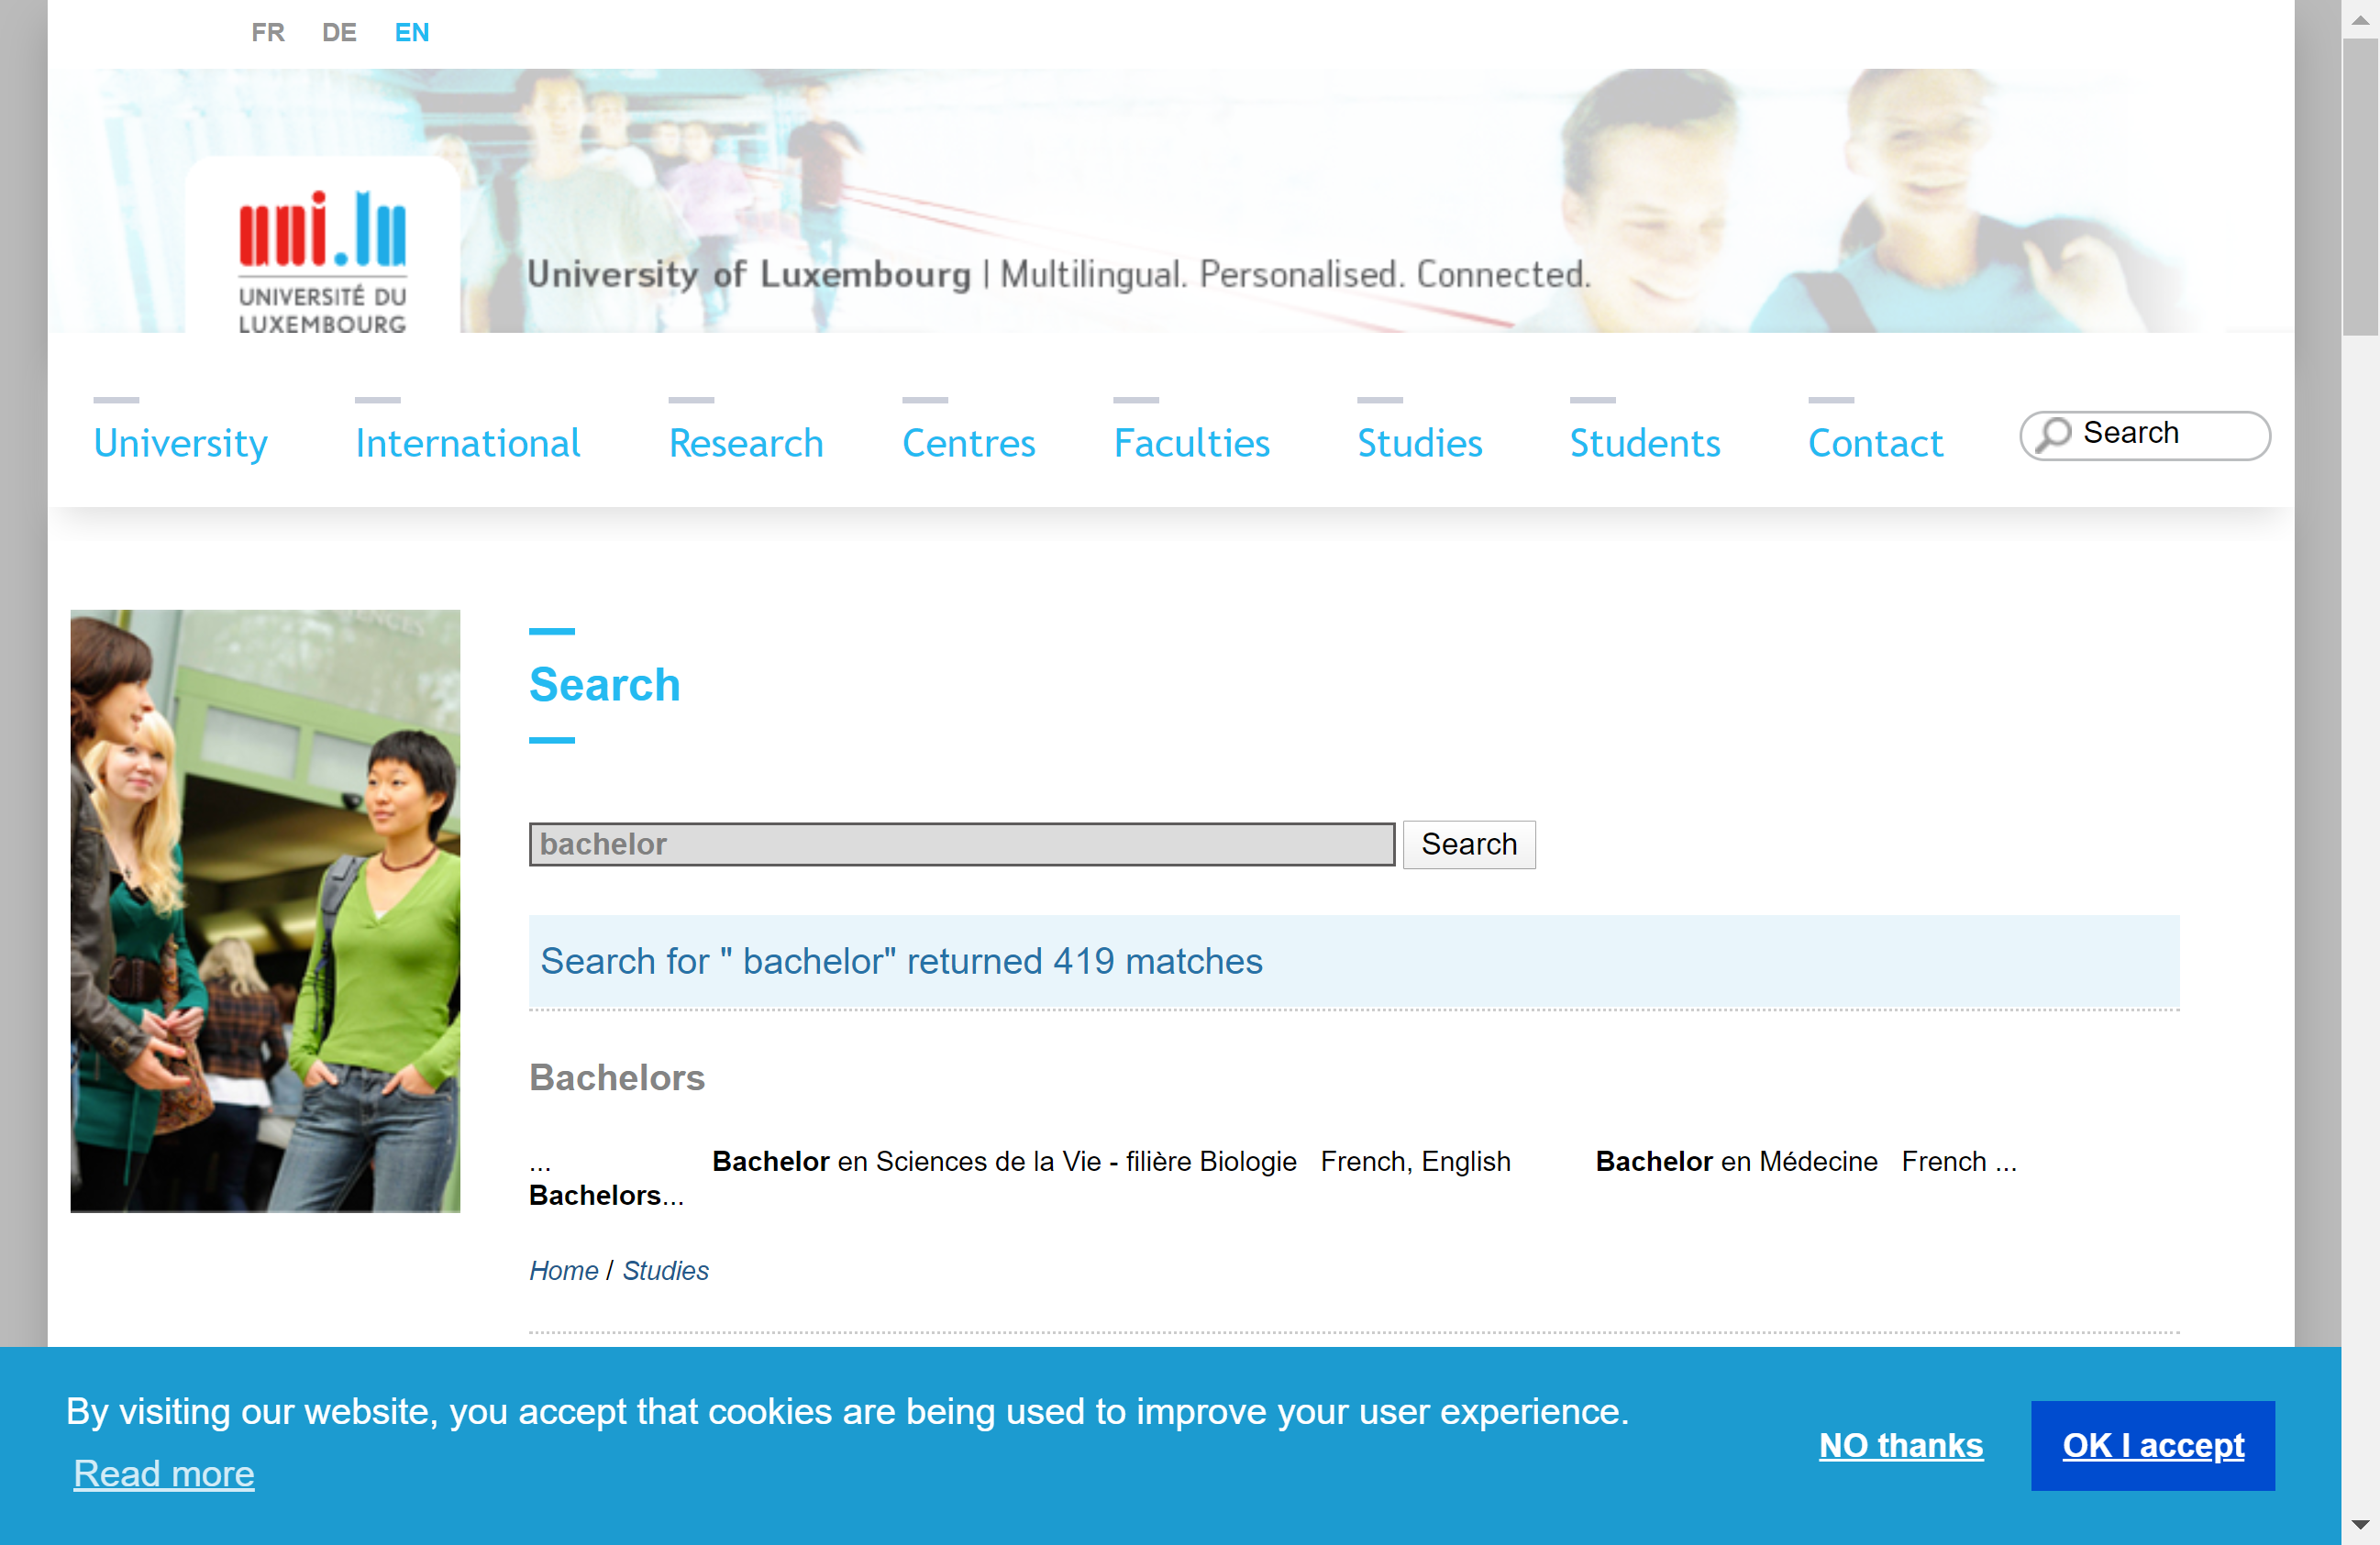 FR DE EN
uni.lu
UNIVERSITÉ DU
LUXEMBOURG
University of Luxembourg | Multilingual. Personalised. Connected.
University International Research Centres Faculties Studies Students Contact Search
Search
bachelor Search
Search for " bachelor" returned 419 matches
Bachelors
... Bachelor en Sciences de la Vie - filière Biologie French, English Bachelor en Médecine French ...
Bachelors...
Home / Studies
By visiting our website, you accept that cookies are being used to improve your user experience.
Read more
NO thanks OK I accept